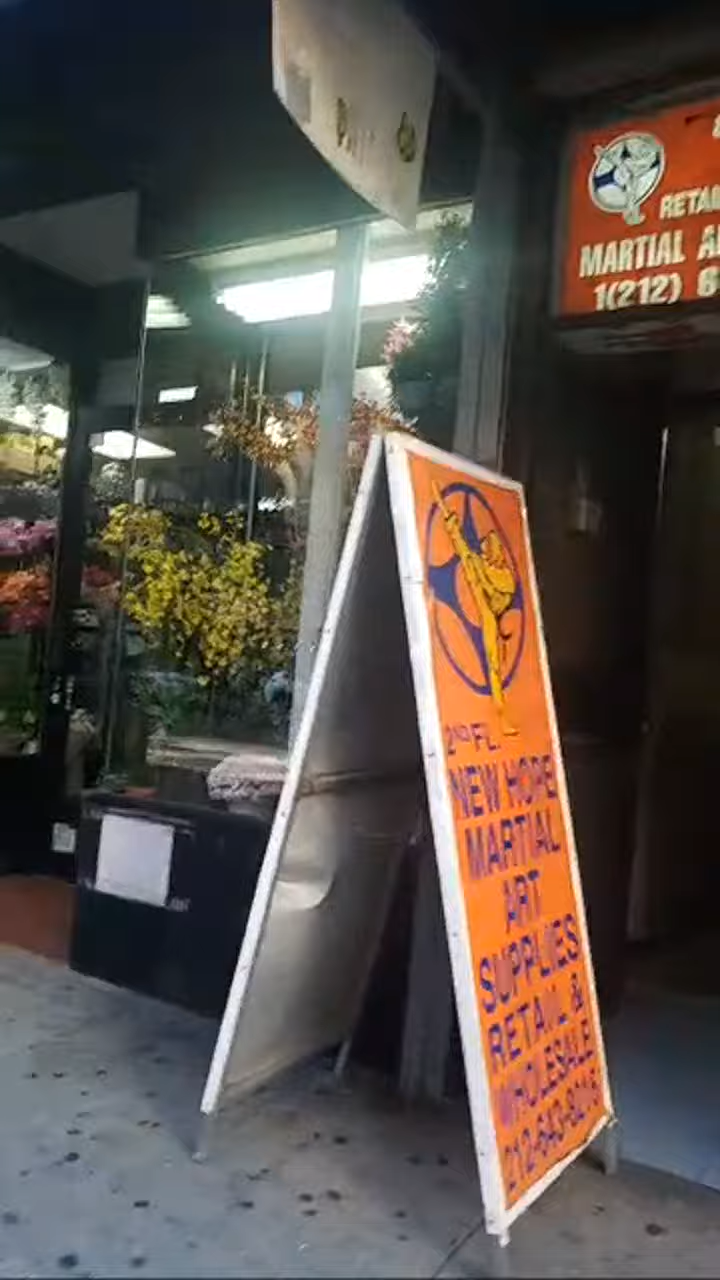 RETAI
MARTIAL A
1(212) 6
2ND FL.
NEW HOPE
MARTIAL
ART
SUPPLIES
RETAIL &
WHOLESALE